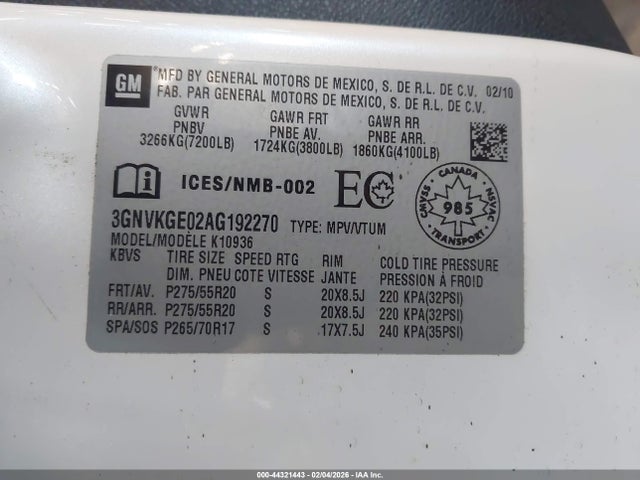 GM
*MFD BY GENERAL MOTORS DE MEXICO, S. DE R.L. DE C.V. 02/10
FAB. PAR GENERAL MOTORS DE MEXICO, S. DE R.L. DE C.V.
GVWR GAWR FRT GAWR RR
PNBV PNBE AV. PNBE ARR.
3266KG(7200LB) 1724KG(3800LB) 1860KG(4100LB)
ICES/NMB-002 EC
CANADA
CMVSS NSVAC
985
TRANSPORT
3GNVKGE02AG192270 TYPE: MPV/VTUM
MODEL/MODÈLE K10936
KBVS TIRE SIZE SPEED RTG RIM COLD TIRE PRESSURE
DIM. PNEU COTE VITESSE JANTE PRESSION À FROID
FRT/AV. P275/55R20 S 20X8.5J 220 KPA(32PSI)
RR/ARR. P275/55R20 S 20X8.5J 220 KPA(32PSI)
SPA/SOS P265/70R17 S 17X7.5J 240 KPA(35PSI)
000-44321443 - 02/04/2026 - IAAI.com